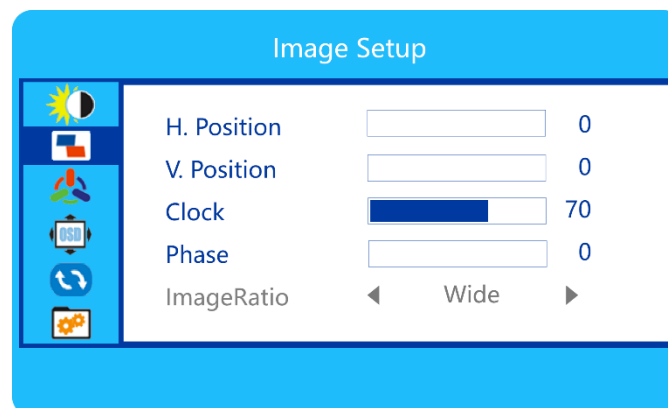 Image Setup
H. Position 0
V. Position 0
Clock 70
Phase 0
ImageRatio Wide
OSD